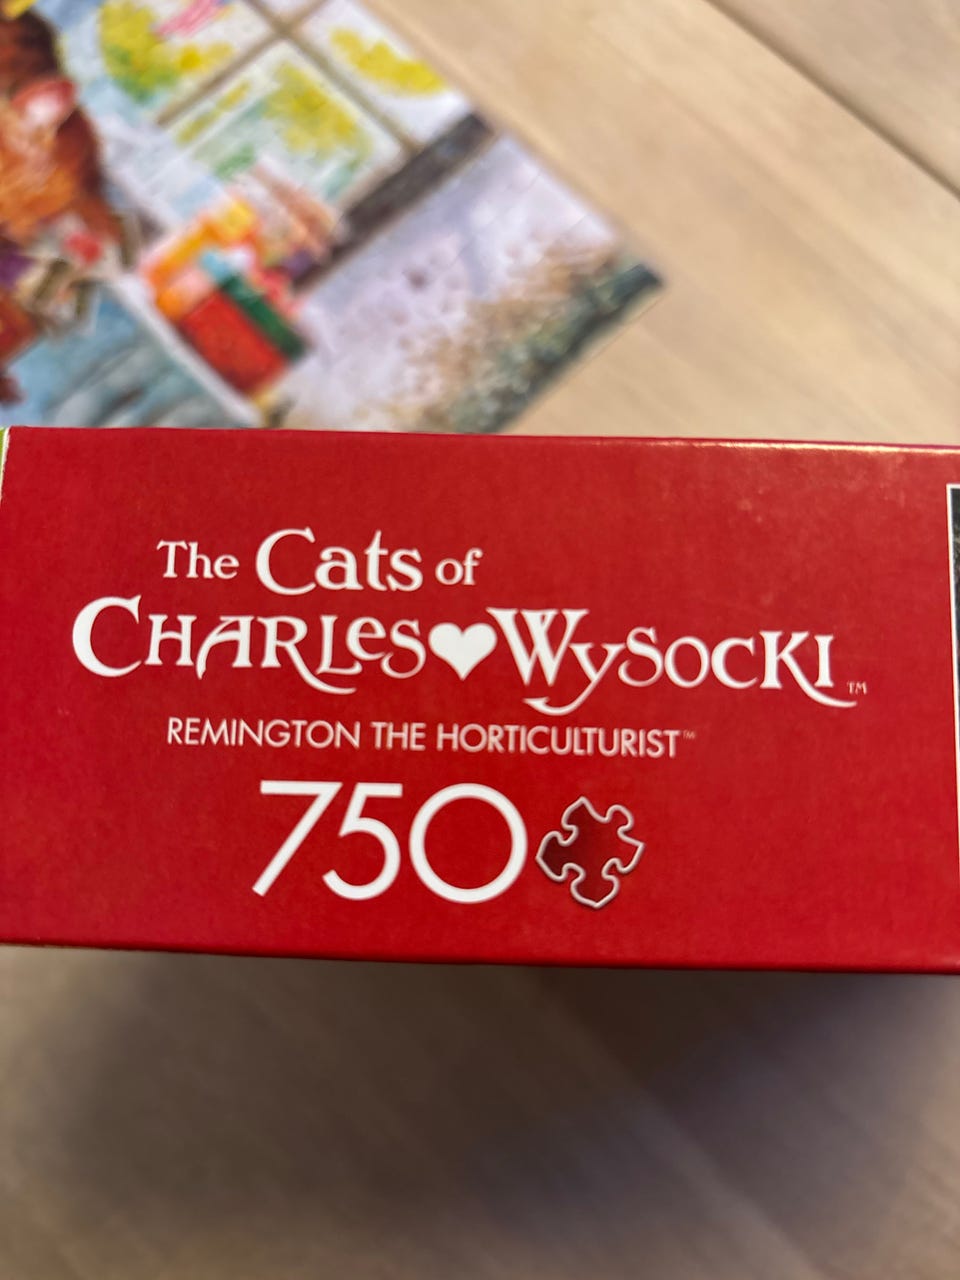 The Cats of
CHARLES WYSOCKI™
REMINGTON THE HORTICULTURIST™
750